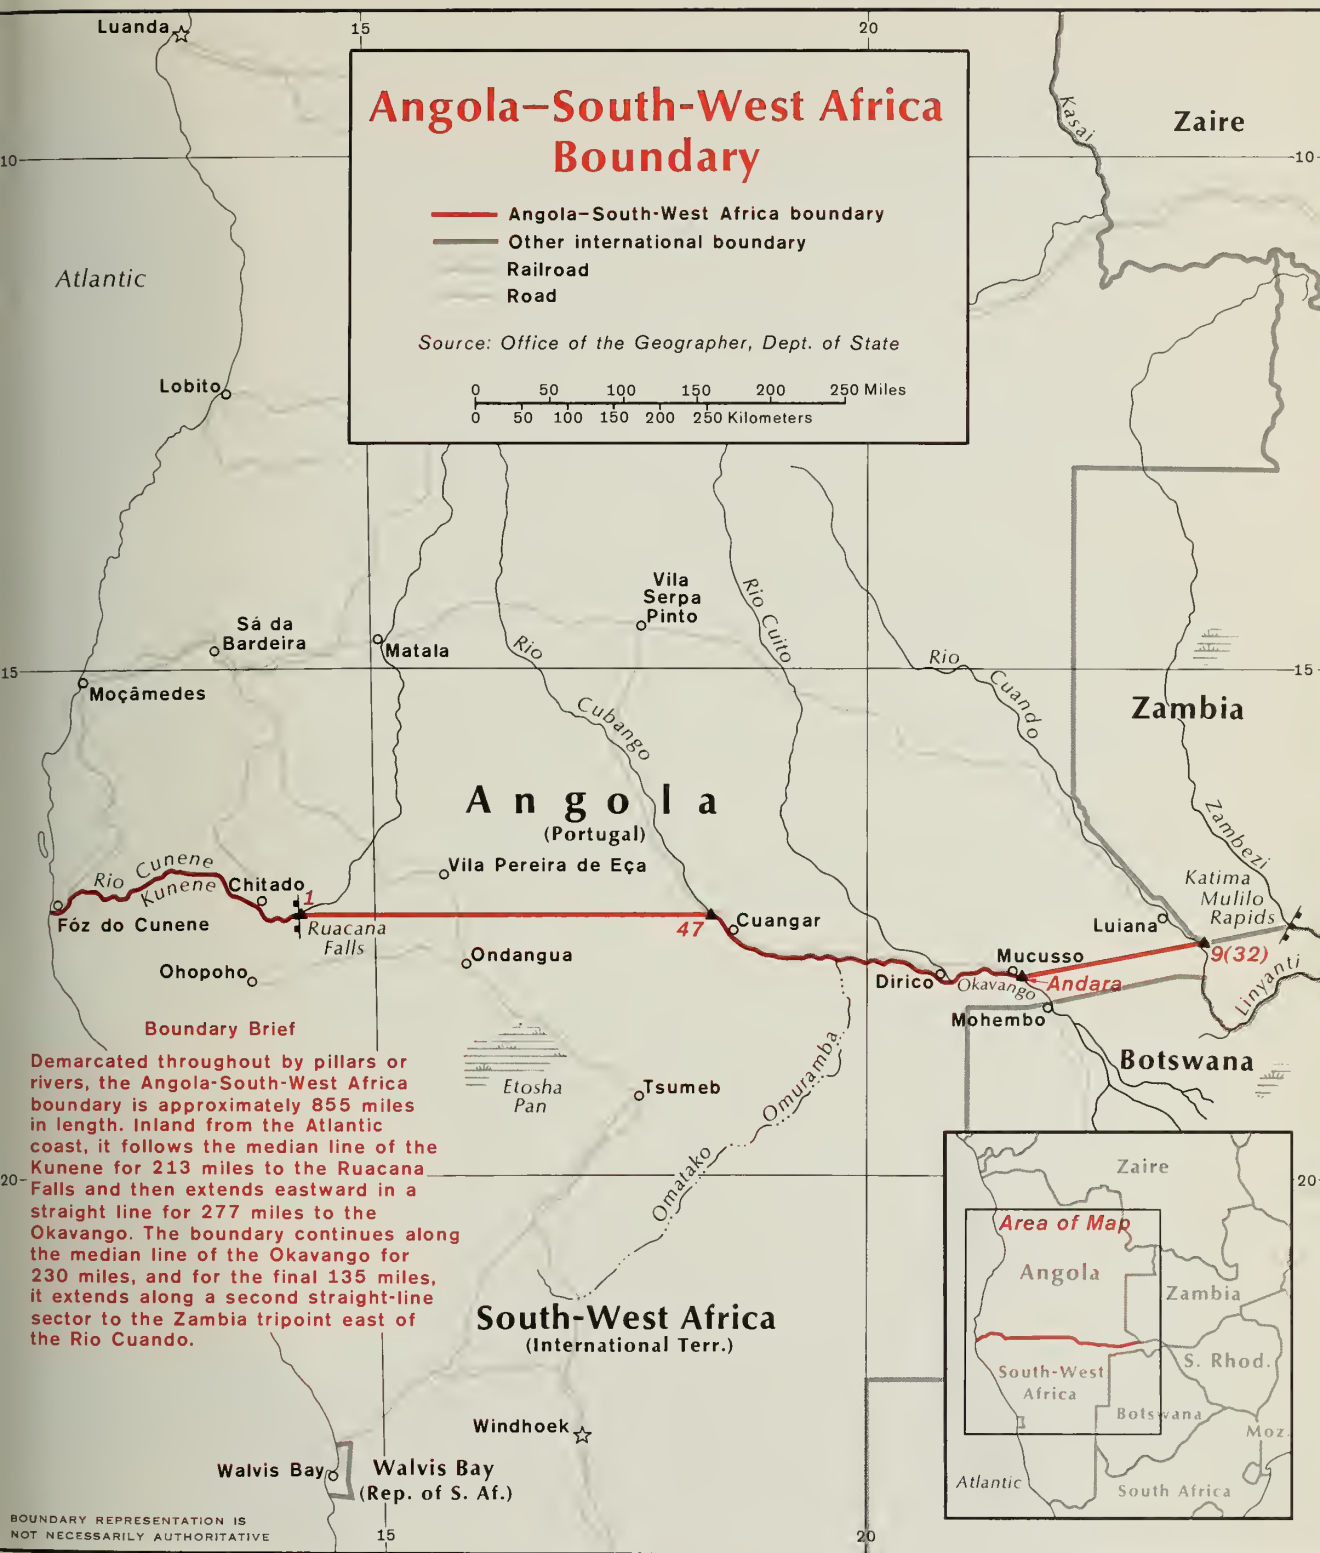 Luanda
15
20
Angola–South-West Africa
Boundary
Angola–South-West Africa boundary
Other international boundary
Railroad
Road
Source: Office of the Geographer, Dept. of State
0 50 100 150 200 250 Miles
0 50 100 150 200 250 Kilometers
Kasai
Zaire
10
10
Atlantic
Lobito
Vila
Serpa
Pinto
Rio Cuito
Sá da
Bardeira
Matala
Rio
Cubango
Rio
Cuando
15
15
Moçâmedes
Zambia
Angola
(Portugal)
Zambezi
Vila Pereira de Eça
Rio Cunene
Kunene
Chitado
1
Katima
Mulilo
Rapids
Fóz do Cunene
Ruacana
Falls
47
Cuangar
Luiana
9(32)
Ohopoho
Ondangua
Dirico
Okavango
Mucusso
Andara
Linyanti
Mohembo
Botswana
Boundary Brief
Demarcated throughout by pillars or
rivers, the Angola-South-West Africa
boundary is approximately 855 miles
in length. Inland from the Atlantic
coast, it follows the median line of the
Kunene for 213 miles to the Ruacana
Falls and then extends eastward in a
straight line for 277 miles to the
Okavango. The boundary continues along
the median line of the Okavango for
230 miles, and for the final 135 miles,
it extends along a second straight-line
sector to the Zambia tripoint east of
the Rio Cuando.
Etosha
Pan
Tsumeb
Omuramba
Omatako
20
20
South-West Africa
(International Terr.)
Windhoek
Walvis Bay
Walvis Bay
(Rep. of S. Af.)
Zaire
Area of Map
Angola
Zambia
S. Rhod.
South-West
Africa
Botswana
Moz.
Atlantic
South Africa
BOUNDARY REPRESENTATION IS
NOT NECESSARILY AUTHORITATIVE
15
20